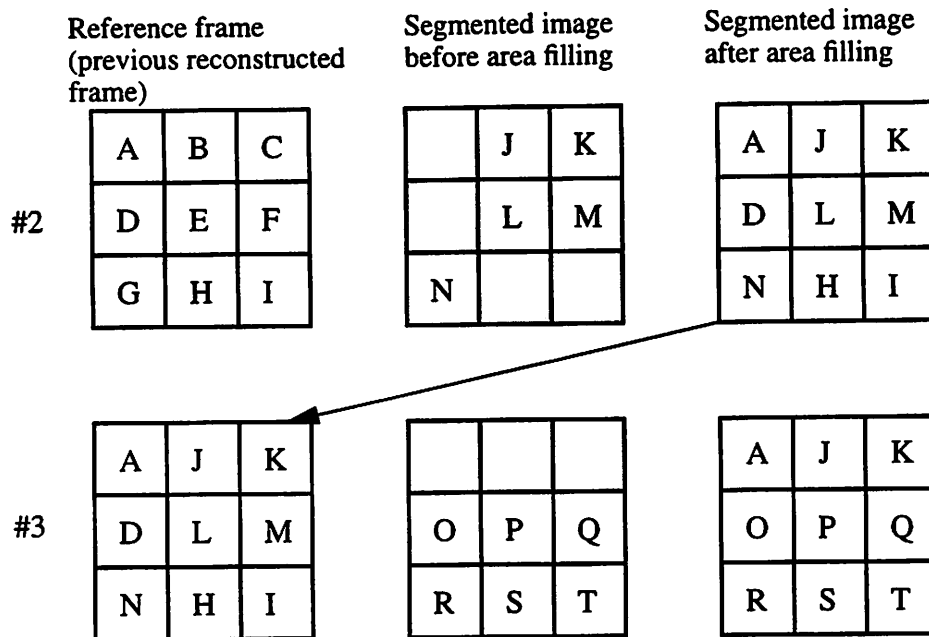 Reference frame
(previous reconstructed
frame)
Segmented image
before area filling
Segmented image
after area filling
#2
A B C
D E F
G H I
J K
L M
N
A J K
D L M
N H I
#3
A J K
D L M
N H I
O P Q
R S T
A J K
O P Q
R S T